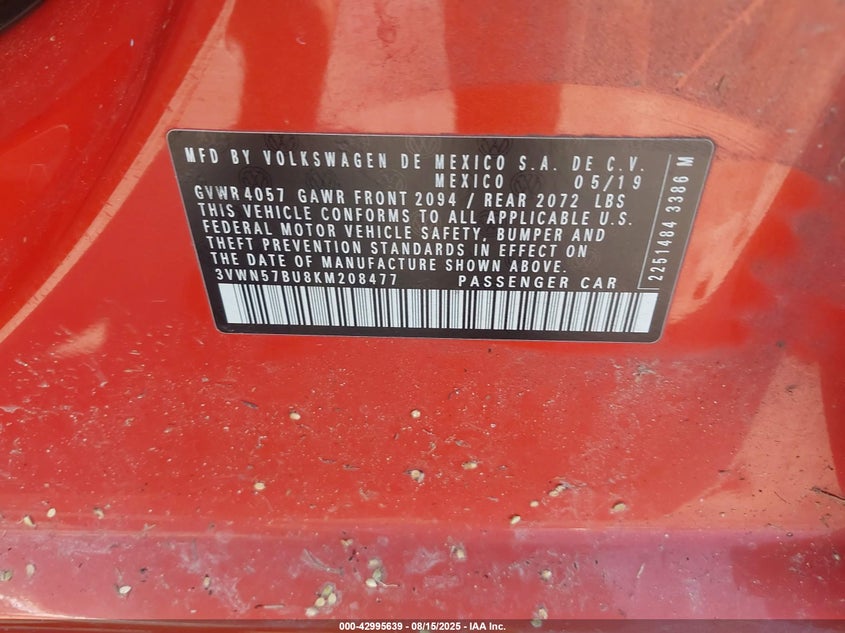 MFD BY VOLKSWAGEN DE MEXICO S.A. DE C.V.
MEXICO 05/19
GVWR4057 GAWR FRONT 2094 / REAR 2072 LBS
THIS VEHICLE CONFORMS TO ALL APPLICABLE U.S.
FEDERAL MOTOR VEHICLE SAFETY, BUMPER AND
THEFT PREVENTION STANDARDS IN EFFECT ON
THE DATE OF MANUFACTURE SHOWN ABOVE.
3VWN57BU8KM208477 PASSENGER CAR
2251484 3386 M
000-42995639 - 08/15/2025 - IAA Inc.